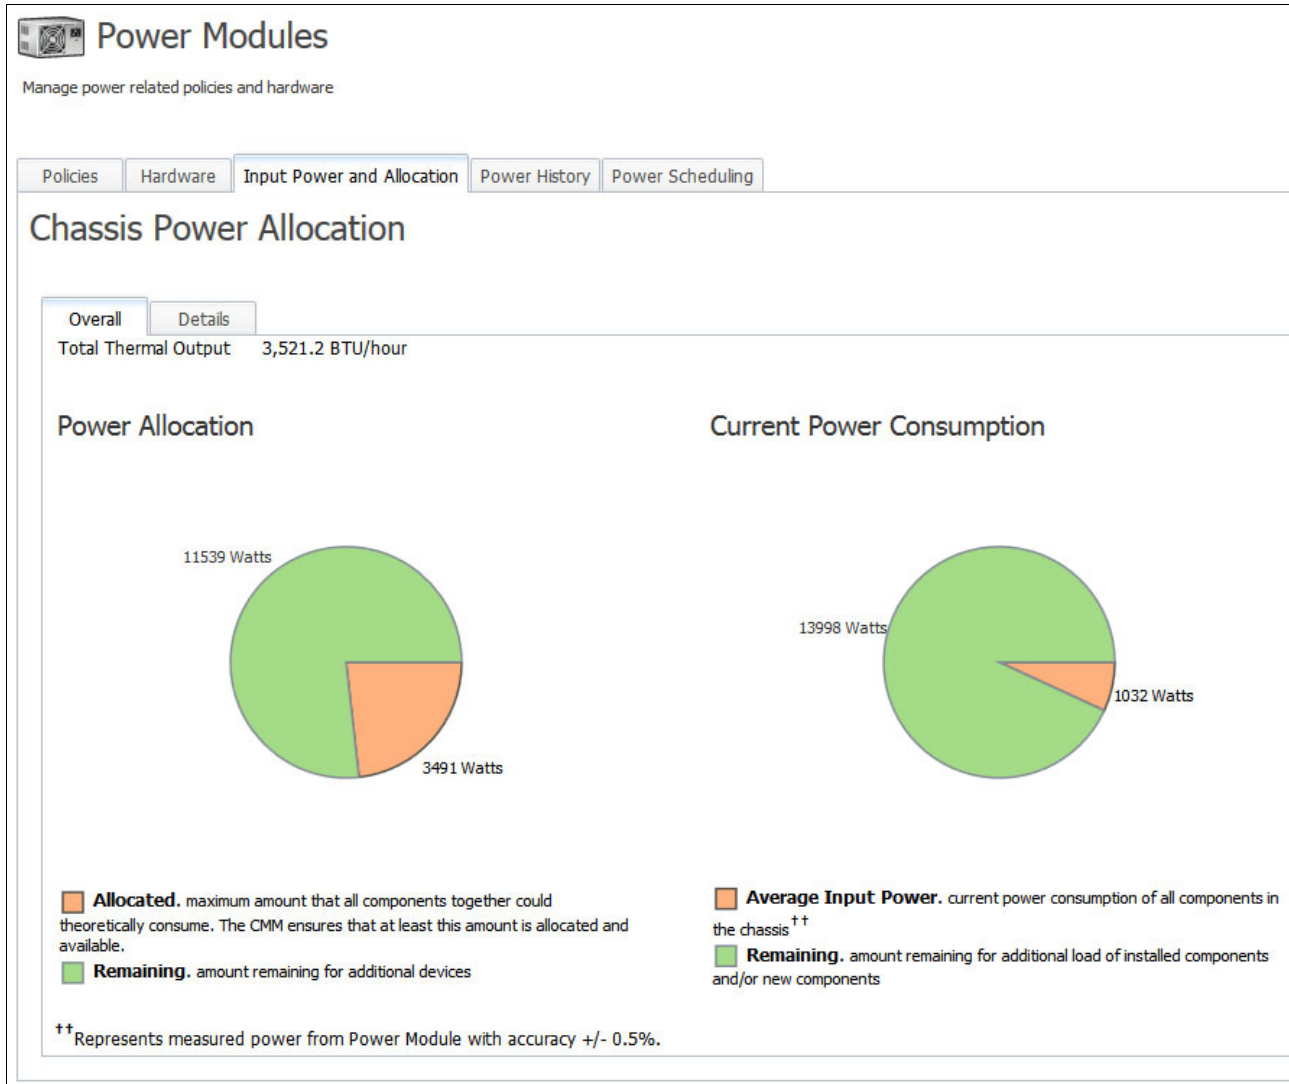 Power Modules
Manage power related policies and hardware
Policies Hardware Input Power and Allocation Power History Power Scheduling
Chassis Power Allocation
Overall Details
Total Thermal Output 3,521.2 BTU/hour
Power Allocation
11539 Watts
3491 Watts
Allocated. maximum amount that all components together could
theoretically consume. The CMM ensures that at least this amount is allocated and
available.
Remaining. amount remaining for additional devices
Current Power Consumption
13998 Watts
1032 Watts
Average Input Power. current power consumption of all components in
the chassis††
Remaining. amount remaining for additional load of installed components
and/or new components
††Represents measured power from Power Module with accuracy +/- 0.5%.